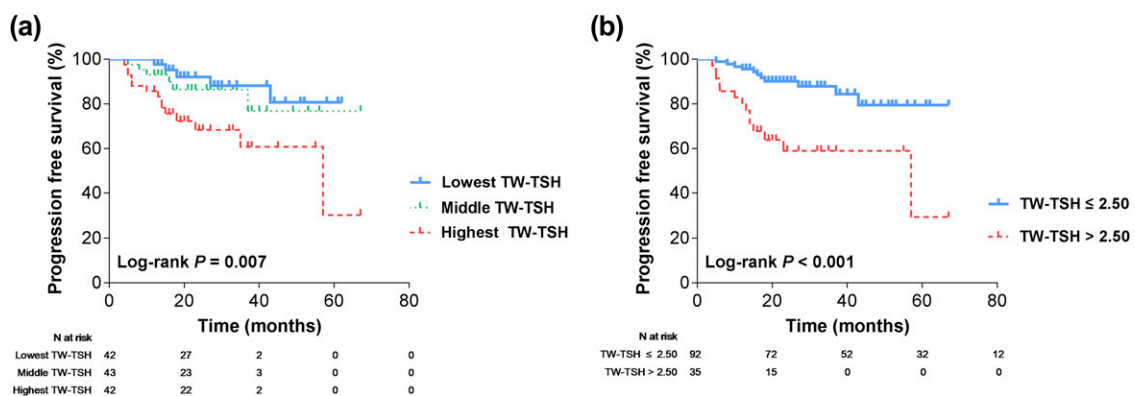 (a)
Progression free survival (%)
100
80
60
40
20
0
Log-rank P = 0.007
Lowest TW-TSH
Middle TW-TSH
Highest TW-TSH
0 20 40 60 80
Time (months)
N at risk
Lowest TW-TSH 42 27 2 0 0
Middle TW-TSH 43 23 3 0 0
Highest TW-TSH 42 22 2 0 0
(b)
Progression free survival (%)
100
80
60
40
20
0
Log-rank P < 0.001
TW-TSH ≤ 2.50
TW-TSH > 2.50
0 20 40 60 80
Time (months)
N at risk
TW-TSH ≤ 2.50 92 72 52 32 12
TW-TSH > 2.50 35 15 0 0 0